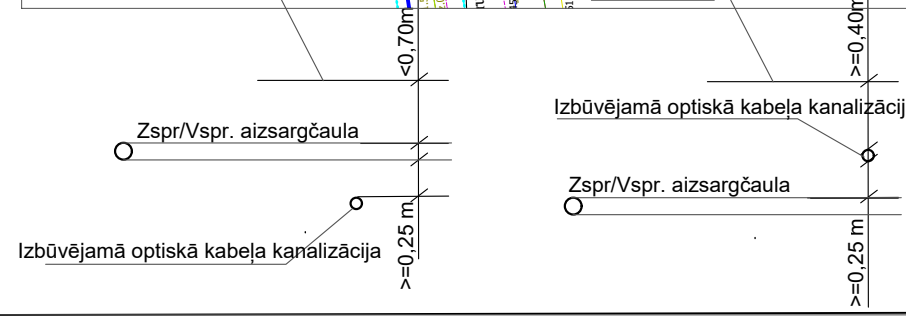 <0,70m
Zspr/Vspr. aizsargčaula
Izbūvējamā optiskā kabeļa kanalizācija
>=0,25 m
>=0,40m
Izbūvējamā optiskā kabeļa kanalizācij
Zspr/Vspr. aizsargčaula
>=0,25 m